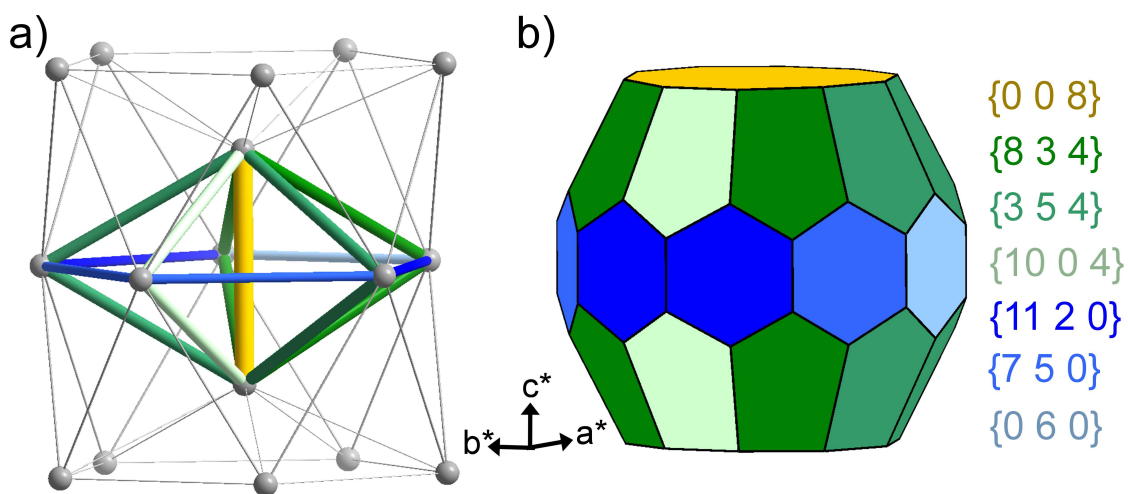 a)
b)
{0 0 8}
{8 3 4}
{3 5 4}
{10 0 4}
{11 2 0}
{7 5 0}
{0 6 0}
c*
b*
a*